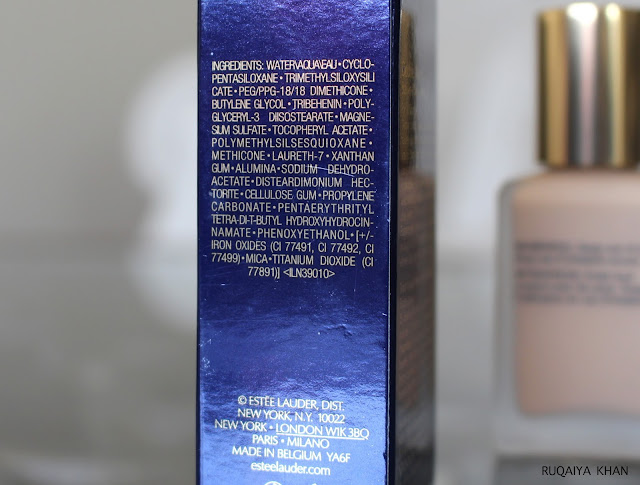 INGREDIENTS: WATER\AQUA\EAU • CYCLO-
PENTASILOXANE • TRIMETHYLSILOXYSILI
CATE • PEG/PPG-18/18 DIMETHICONE •
BUTYLENE GLYCOL • TRIBEHENIN • POLY-
GLYCERYL-3 DIISOSTEARATE • MAGNE-
SIUM SULFATE • TOCOPHERYL ACETATE •
POLYMETHYLSILSESQUIOXANE •
METHICONE • LAURETH-7 • XANTHAN
GUM • ALUMINA • SODIUM DEHYDRO-
ACETATE • DISTEARDIMONIUM HEC-
TORITE • CELLULOSE GUM • PROPYLENE
CARBONATE • PENTAERYTHRITYL
TETRA-DI-T-BUTYL HYDROXYHYDROCIN-
NAMATE • PHENOXYETHANOL • [+/-
IRON OXIDES (CI 77491, CI 77492, CI
77499) • MICA • TITANIUM DIOXIDE (CI
77891)] <ILN39010>
© ESTĒE LAUDER, DIST.
NEW YORK, N.Y. 10022
NEW YORK • LONDON W1K 3BQ
PARIS • MILANO
MADE IN BELGIUM YA6F
esteelauder.com
RUQAIYA KHAN